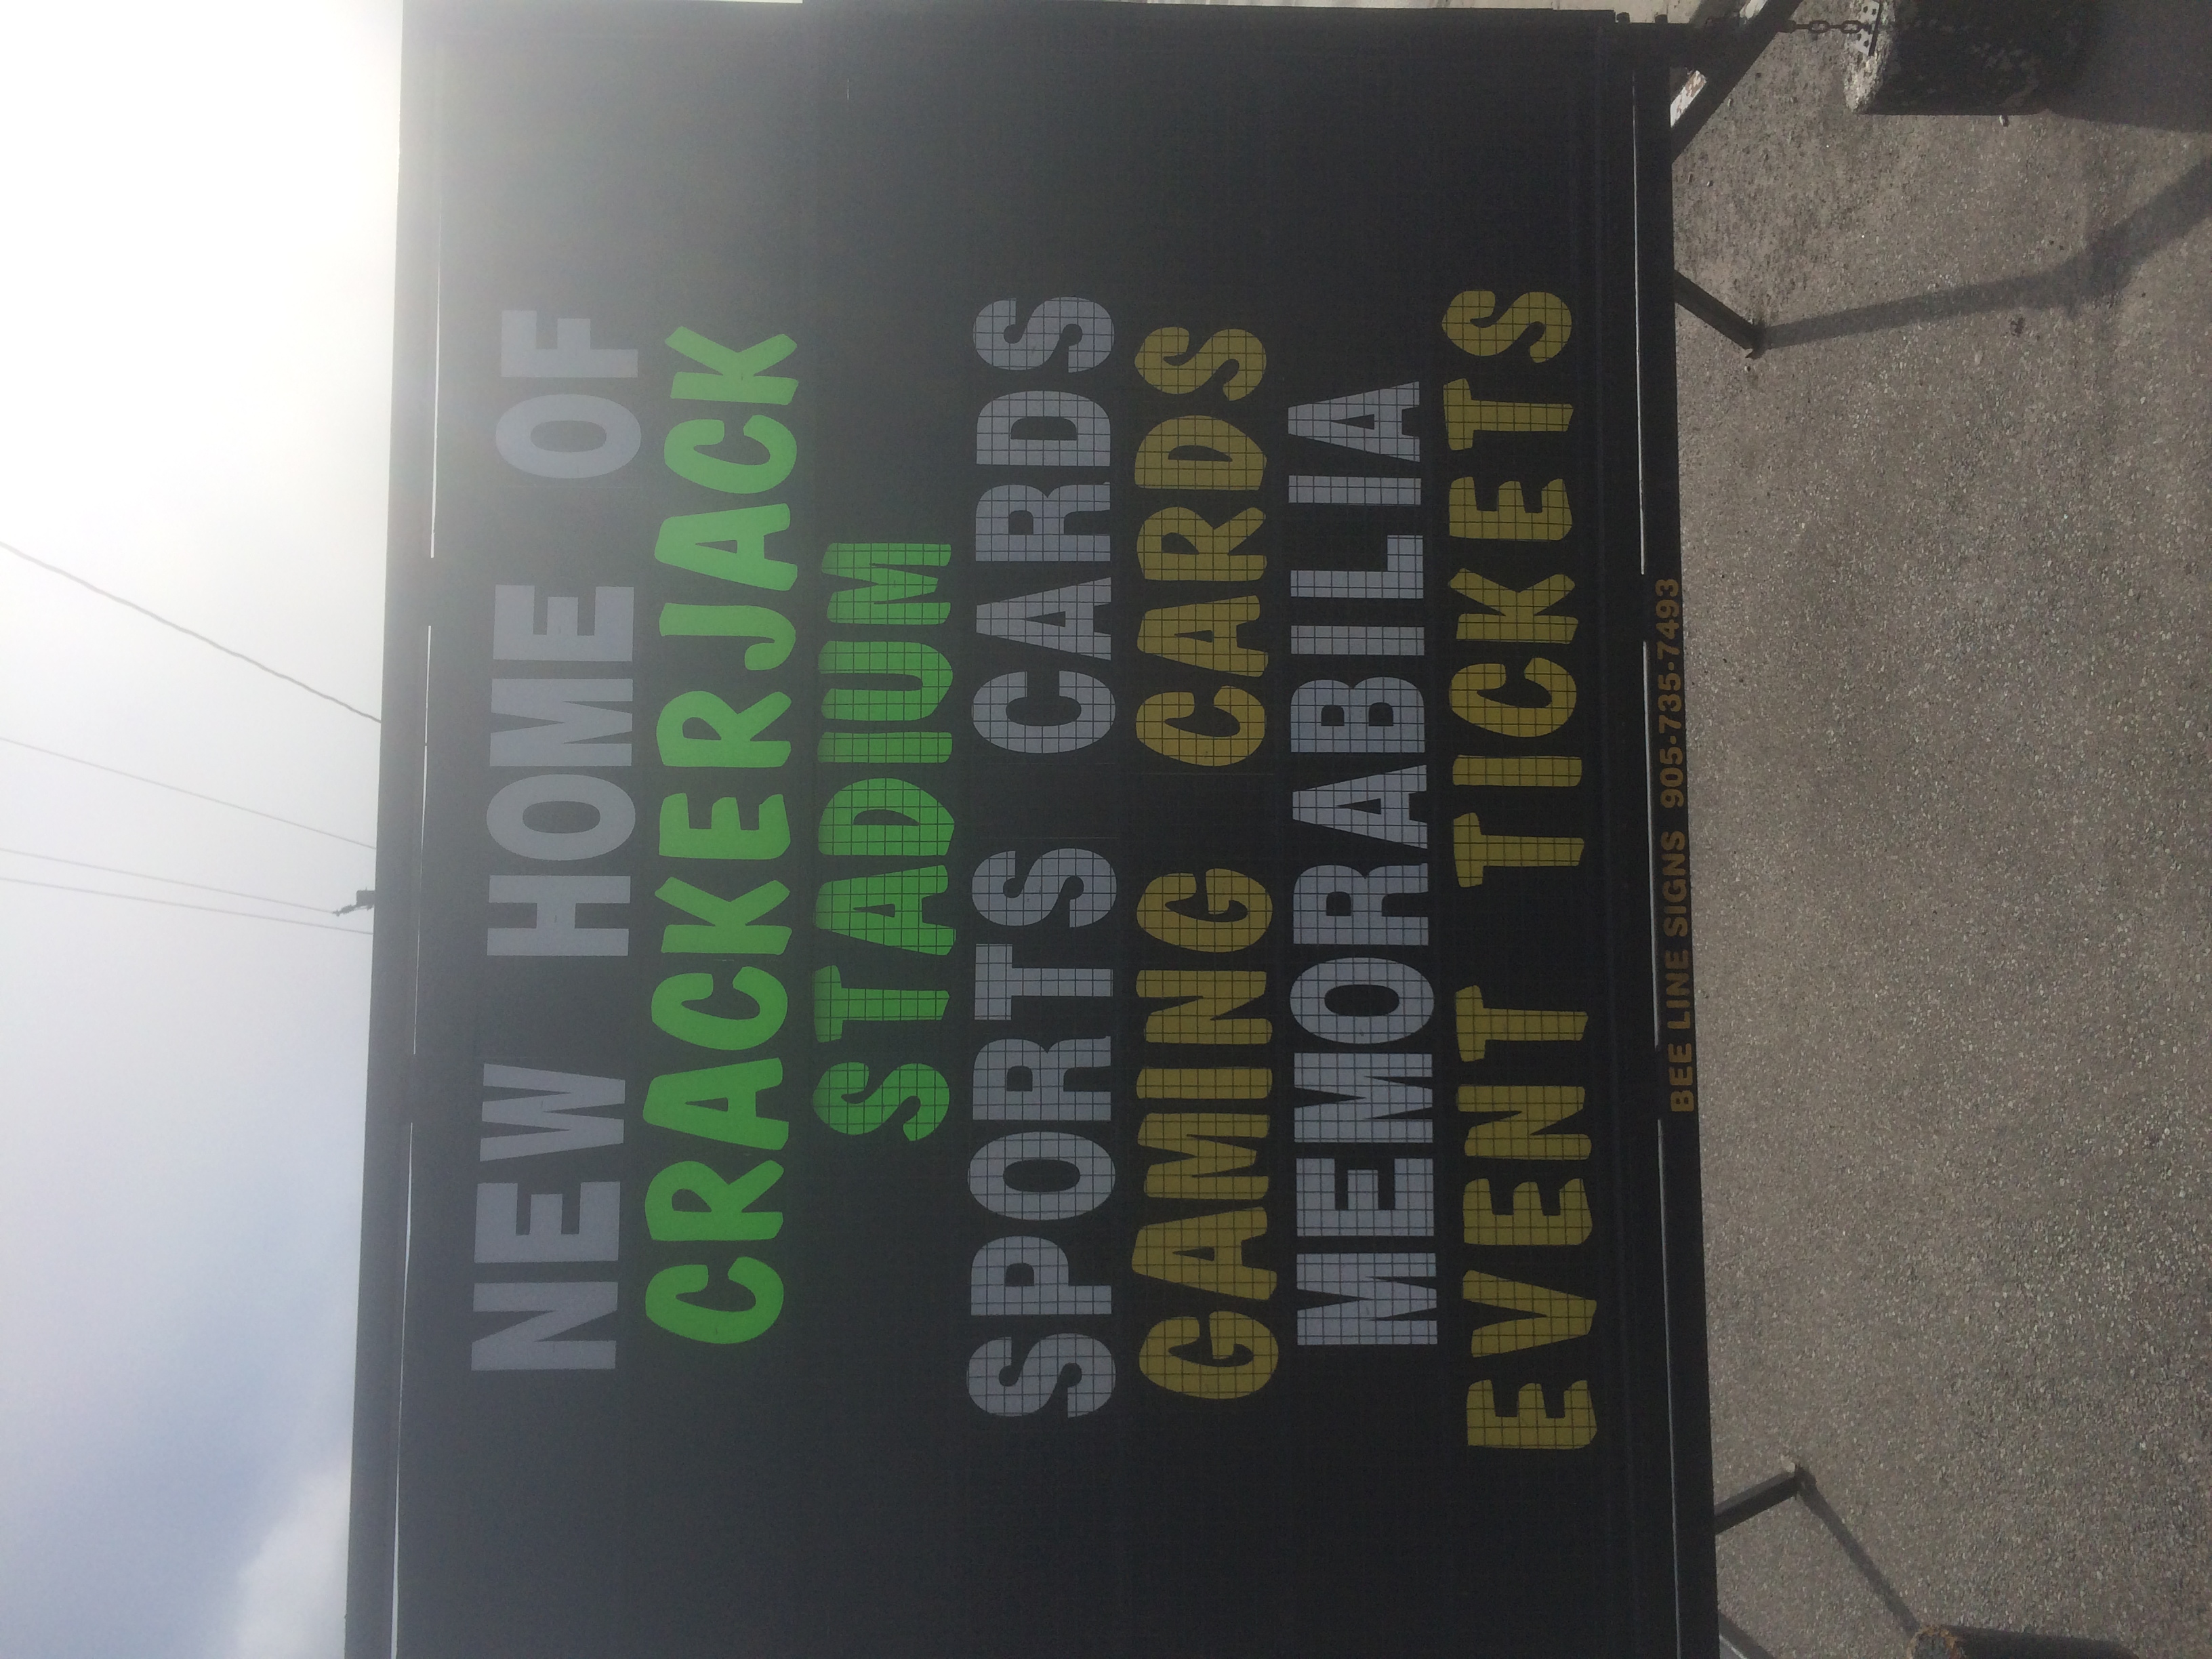 NEW HOME OF
CRACKERJACK
STADIUM
SPORTS CARDS
GAMING CARDS
MEMORABILIA
EVENT TICKETS
BEE LINE SIGNS 905-735-7493